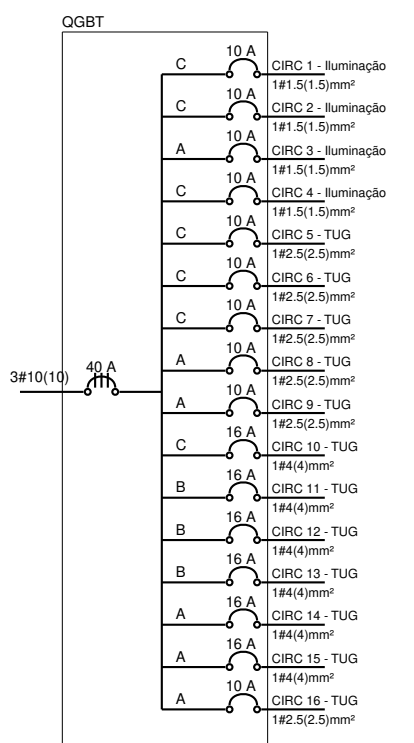 QGBT
3#10(10)
40 A
C
10 A
CIRC 1 - Iluminação
1#1.5(1.5)mm²
C
10 A
CIRC 2 - Iluminação
1#1.5(1.5)mm²
A
10 A
CIRC 3 - Iluminação
1#1.5(1.5)mm²
C
10 A
CIRC 4 - Iluminação
1#1.5(1.5)mm²
C
10 A
CIRC 5 - TUG
1#2.5(2.5)mm²
C
10 A
CIRC 6 - TUG
1#2.5(2.5)mm²
C
10 A
CIRC 7 - TUG
1#2.5(2.5)mm²
A
10 A
CIRC 8 - TUG
1#2.5(2.5)mm²
A
10 A
CIRC 9 - TUG
1#2.5(2.5)mm²
C
16 A
CIRC 10 - TUG
1#4(4)mm²
B
16 A
CIRC 11 - TUG
1#4(4)mm²
B
16 A
CIRC 12 - TUG
1#4(4)mm²
B
16 A
CIRC 13 - TUG
1#4(4)mm²
A
16 A
CIRC 14 - TUG
1#4(4)mm²
A
16 A
CIRC 15 - TUG
1#4(4)mm²
A
10 A
CIRC 16 - TUG
1#2.5(2.5)mm²